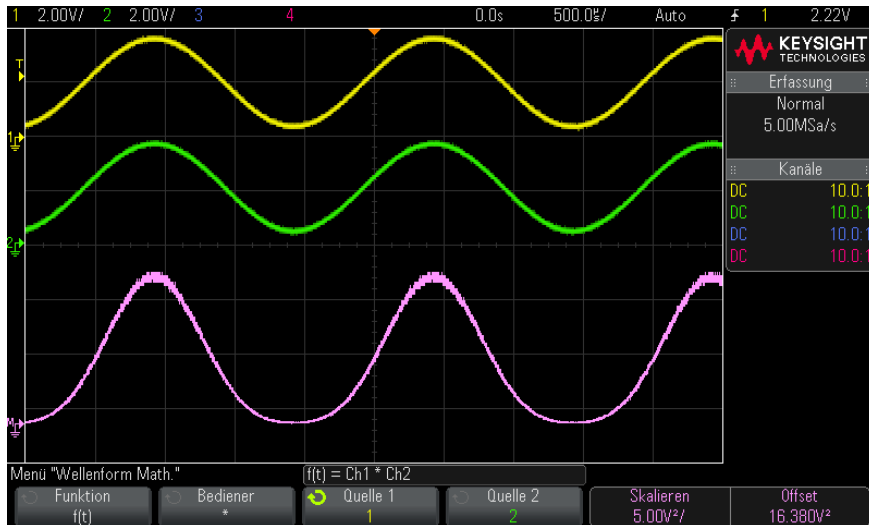 1 2.00V/ 2 2.00V/ 3 4 0.0s 500.0µs/ Auto 1 2.22V
KEYSIGHT
TECHNOLOGIES
Erfassung
Normal
5.00MSa/s
Kanäle
DC 10.0:1
DC 10.0:1
DC 10.0:1
DC 10.0:1
T
1
2
M
Menü "Wellenform Math."
f(t) = Ch1 * Ch2
Funktion Bediener Quelle 1 Quelle 2 Skalieren Offset
f(t) * 1 2 5.00V²/ 16.380V²